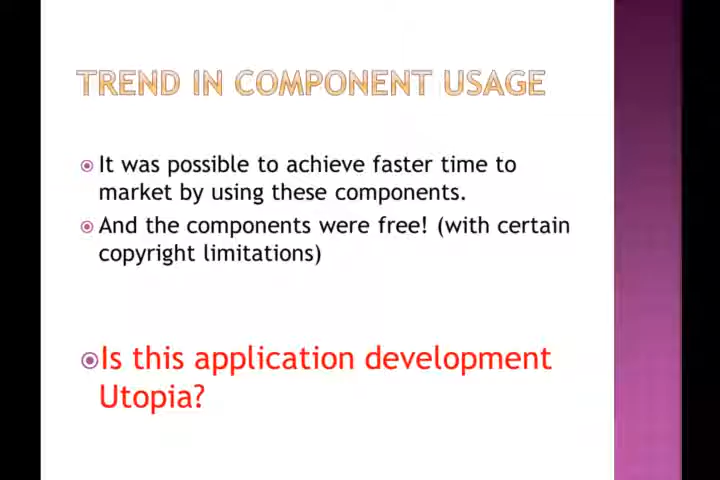 TREND IN COMPONENT USAGE
It was possible to achieve faster time to
market by using these components.
And the components were free! (with certain
copyright limitations)
Is this application development
Utopia?